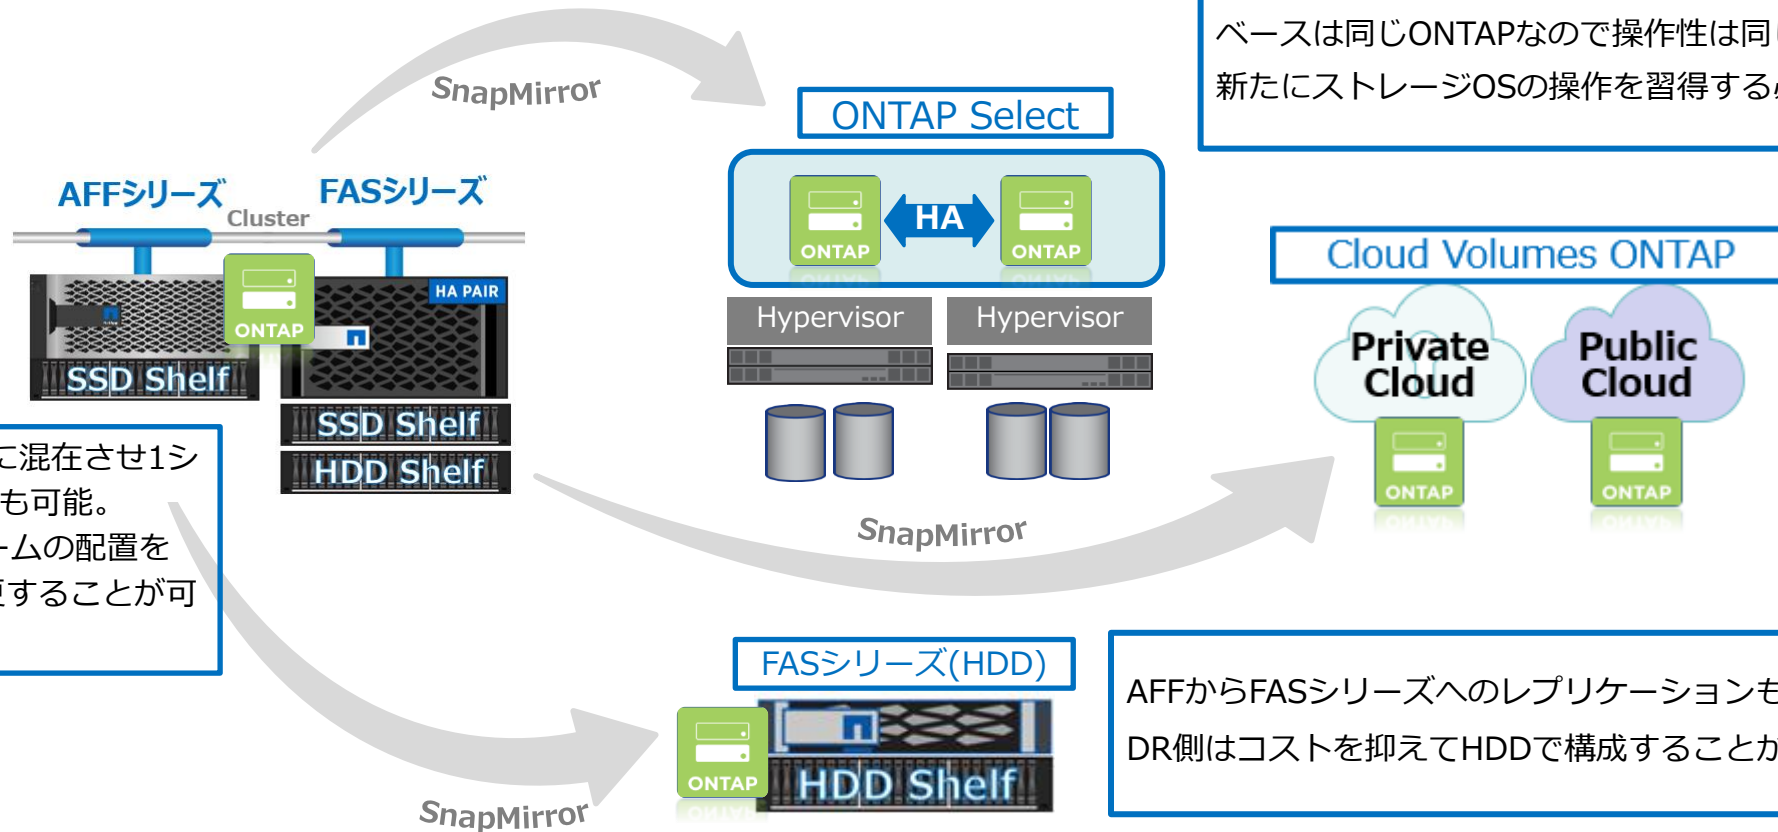 ベースは同じONTAPなので操作性は同
新たにストレージOSの操作を習得する
SnapMirror
ONTAP Select
AFFシリーズ
FASシリーズ
Cluster
HA
ONTAP
ONTAP
Cloud Volumes ONTAP
HA PAIR
ONTAP
Hypervisor
Hypervisor
Private
Cloud
Public
Cloud
SSD Shelf
SSD Shelf
HDD Shelf
に混在させ1シ
も可能。
ームの配置を
更することが可
ONTAP
ONTAP
SnapMirror
FASシリーズ(HDD)
AFFからFASシリーズへのレプリケーションも
DR側はコストを抑えてHDDで構成することが
ONTAP
HDD Shelf
SnapMirror